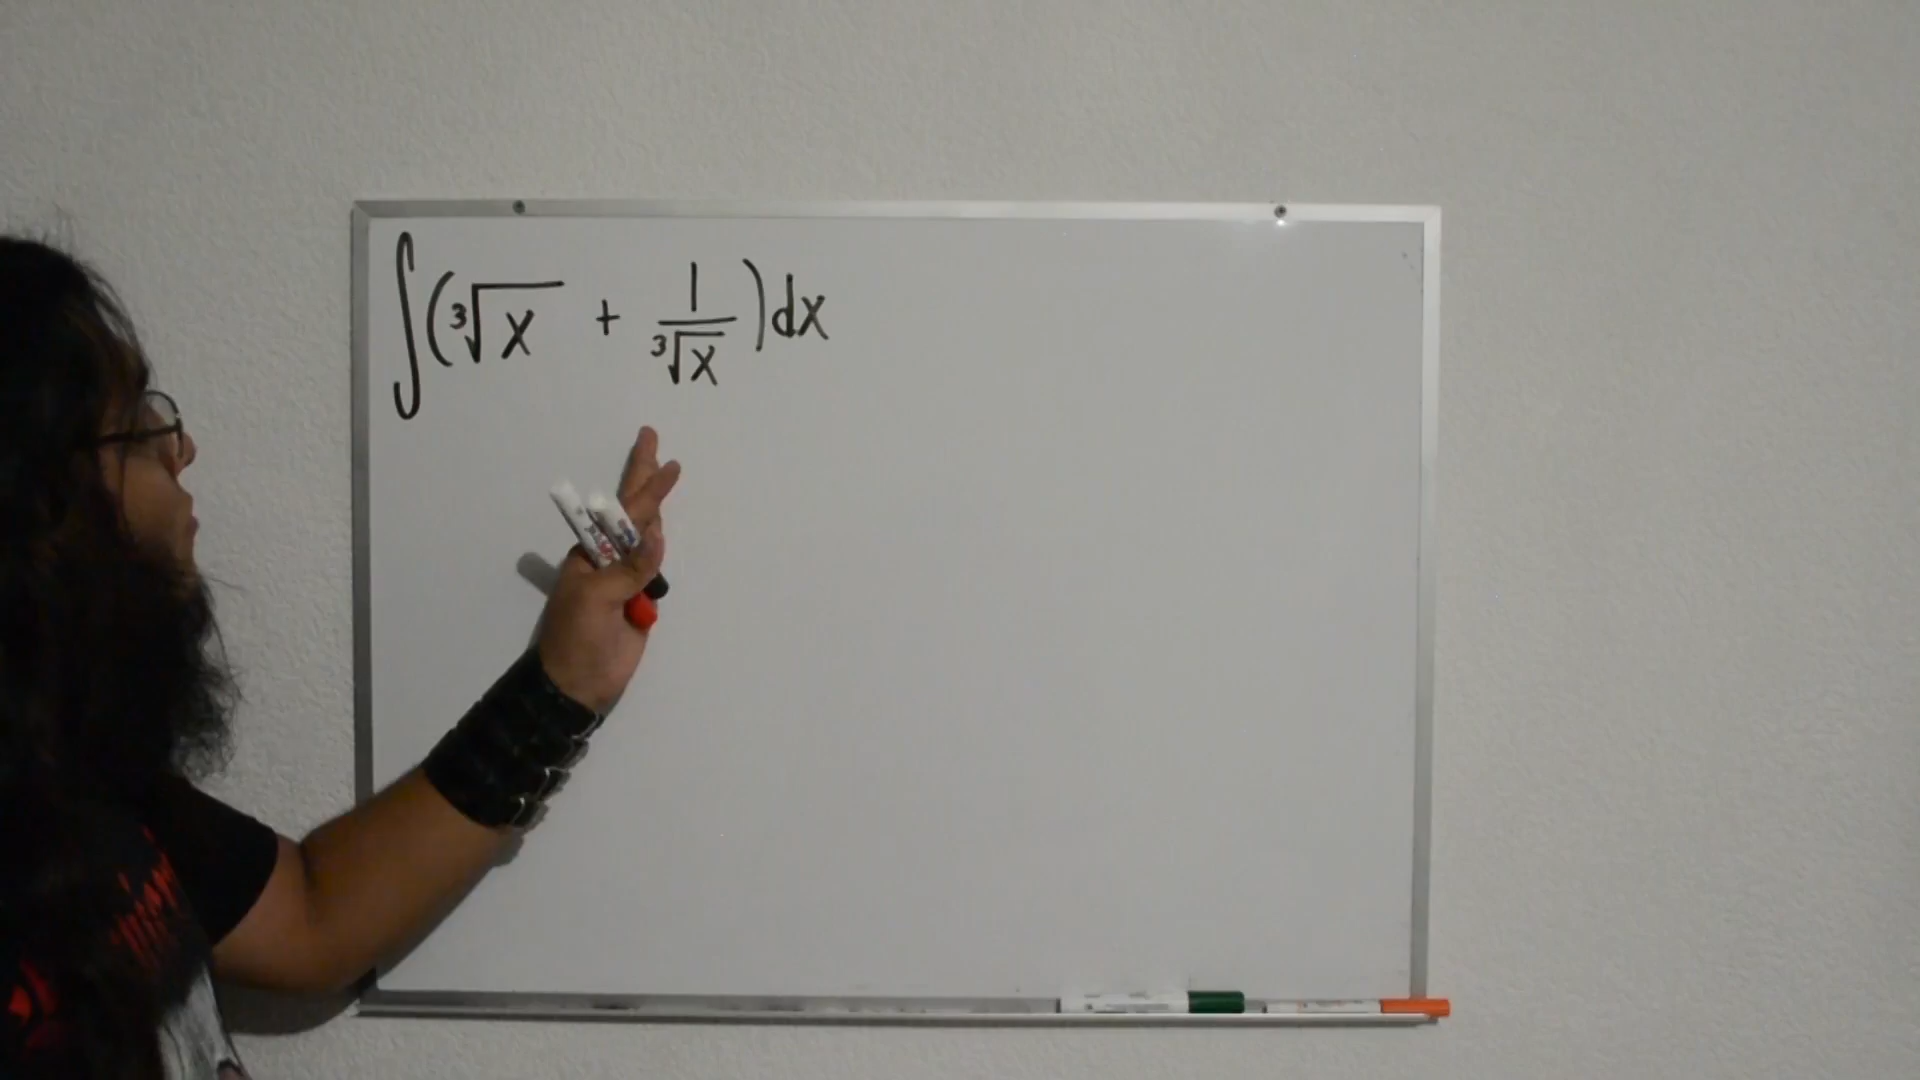 ∫(∛x + 1/∛x)dx